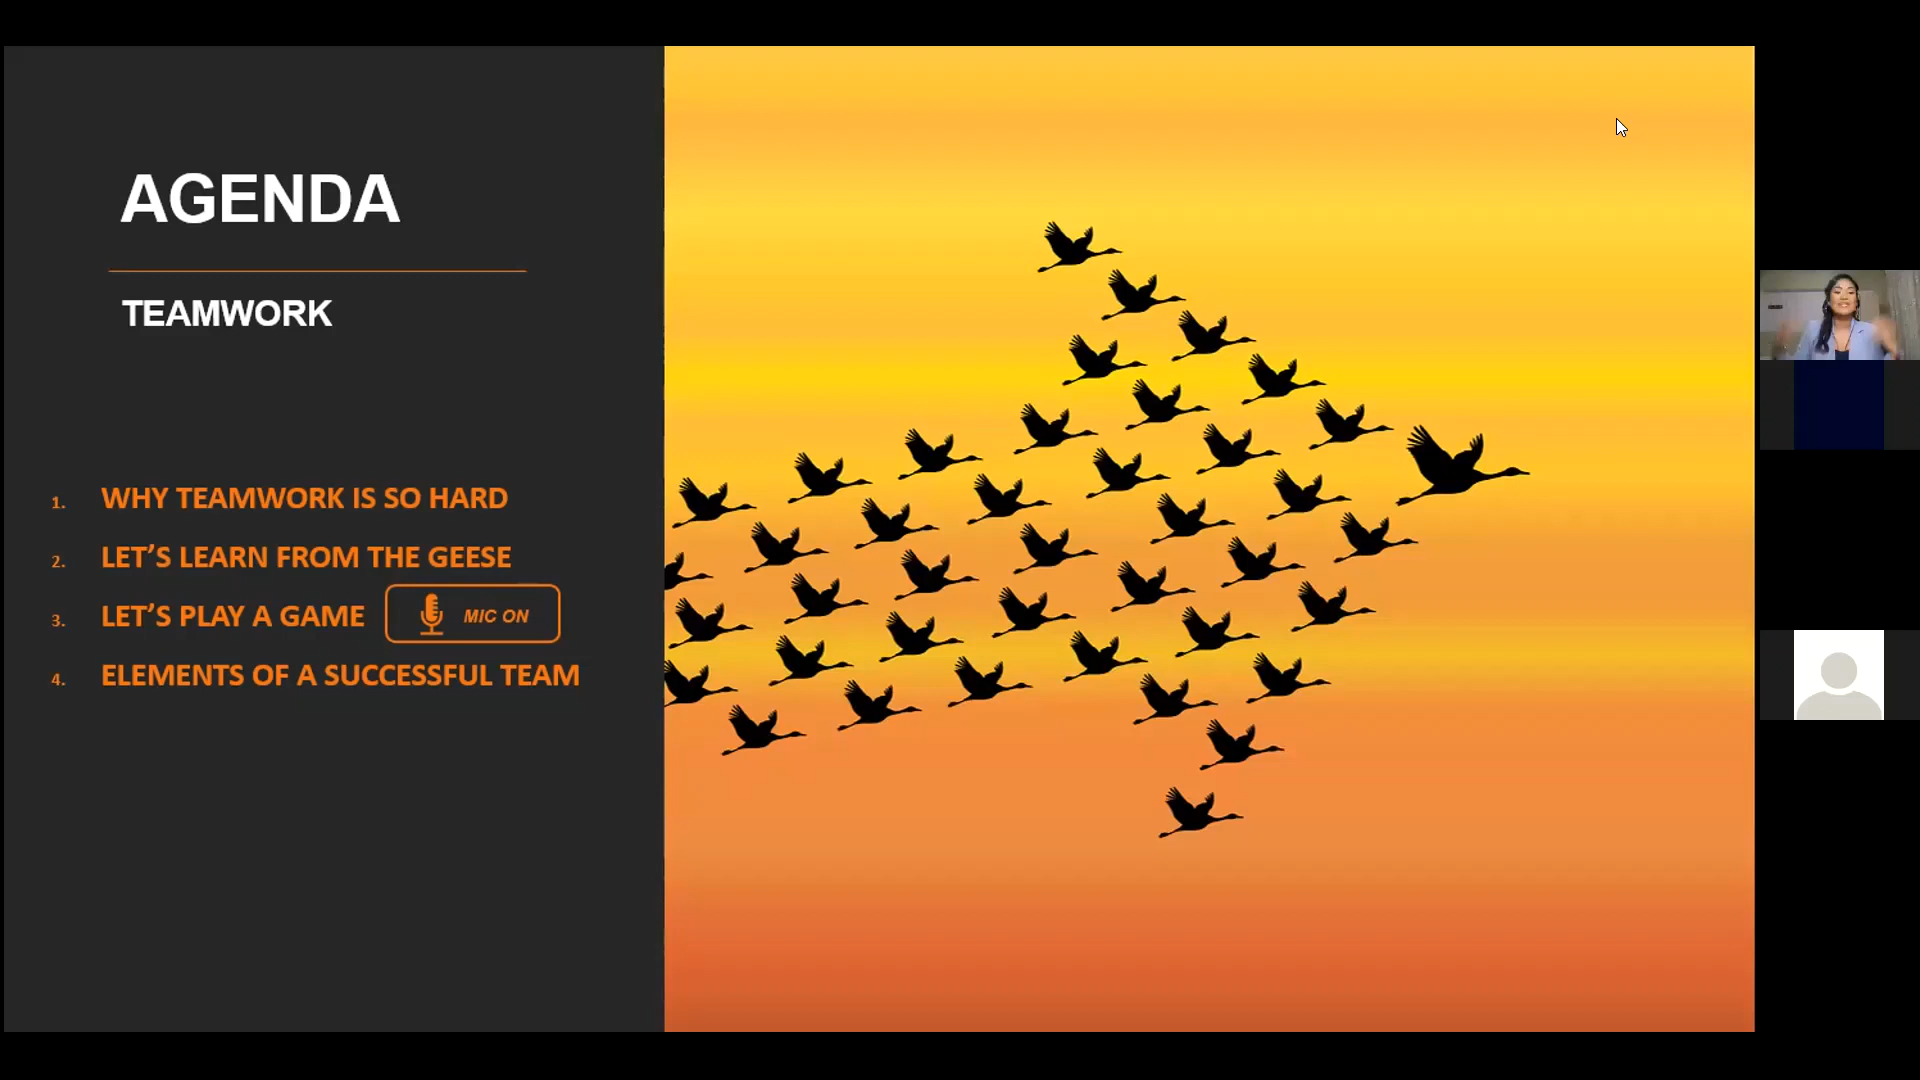 AGENDA
TEAMWORK
1. WHY TEAMWORK IS SO HARD
2. LET’S LEARN FROM THE GEESE
3. LET’S PLAY A GAME MIC ON
4. ELEMENTS OF A SUCCESSFUL TEAM